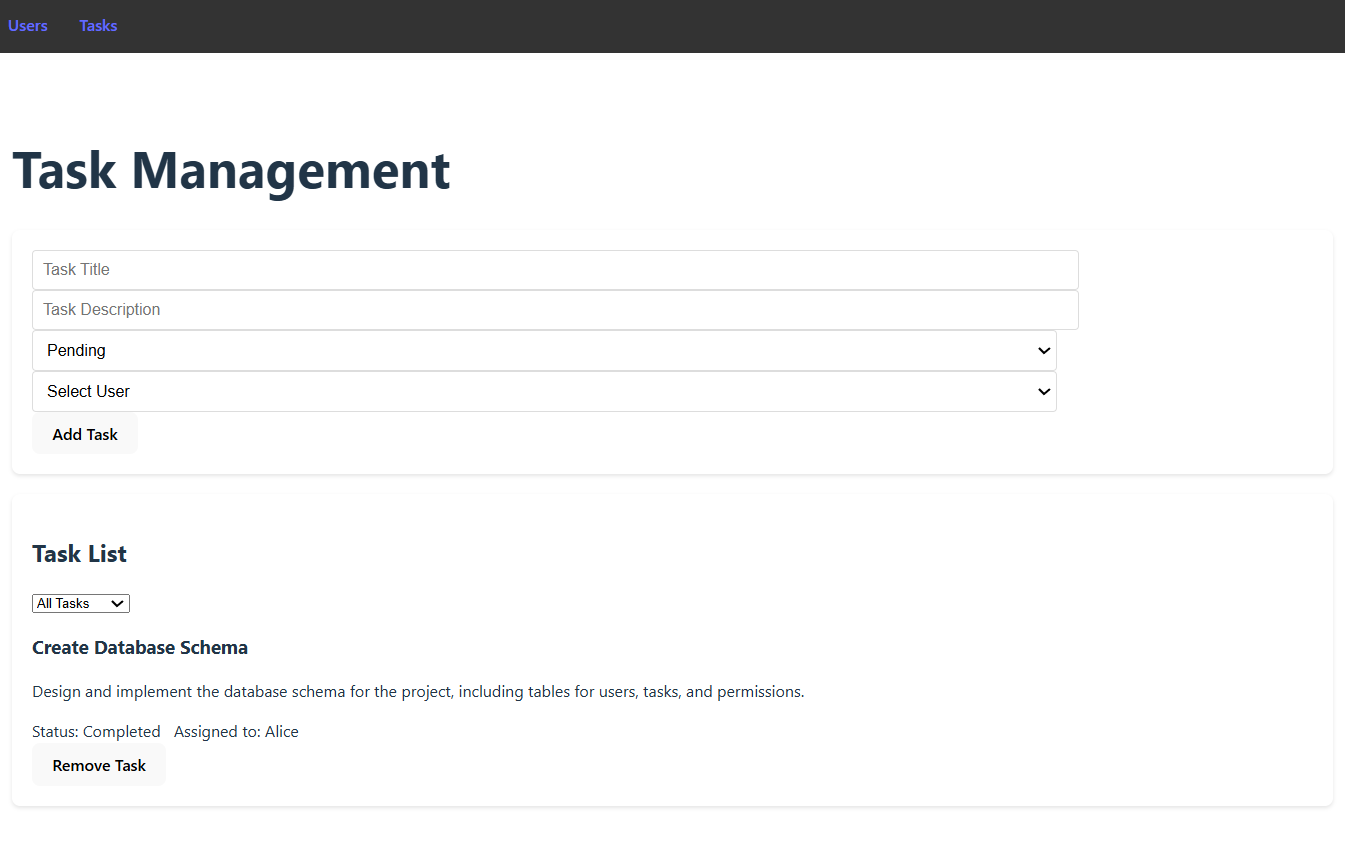 Users Tasks
Task Management
Task Title
Task Description
Pending
Select User
Add Task
Task List
All Tasks
Create Database Schema
Design and implement the database schema for the project, including tables for users, tasks, and permissions.
Status: Completed Assigned to: Alice
Remove Task